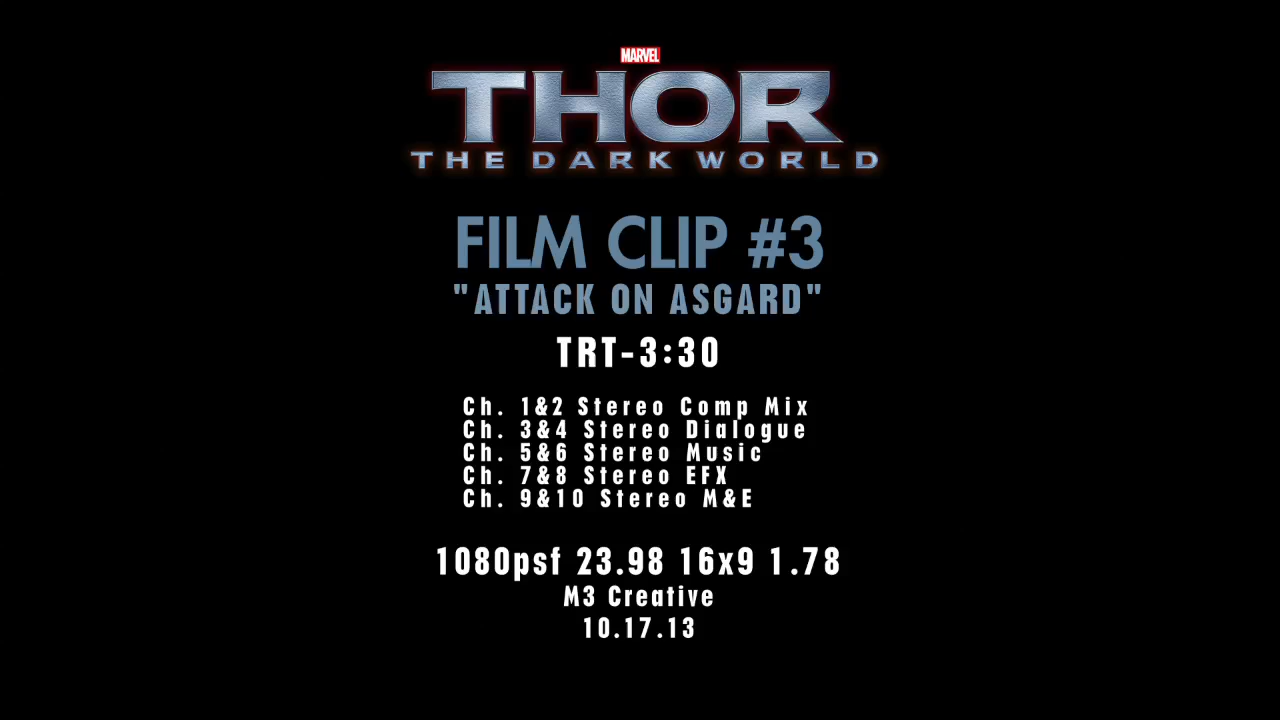 MARVEL
THOR
THE DARK WORLD
FILM CLIP #3
"ATTACK ON ASGARD"
TRT-3:30
Ch. 1&2 Stereo Comp Mix
Ch. 3&4 Stereo Dialogue
Ch. 5&6 Stereo Music
Ch. 7&8 Stereo EFX
Ch. 9&10 Stereo M&E
1080psf 23.98 16x9 1.78
M3 Creative
10.17.13